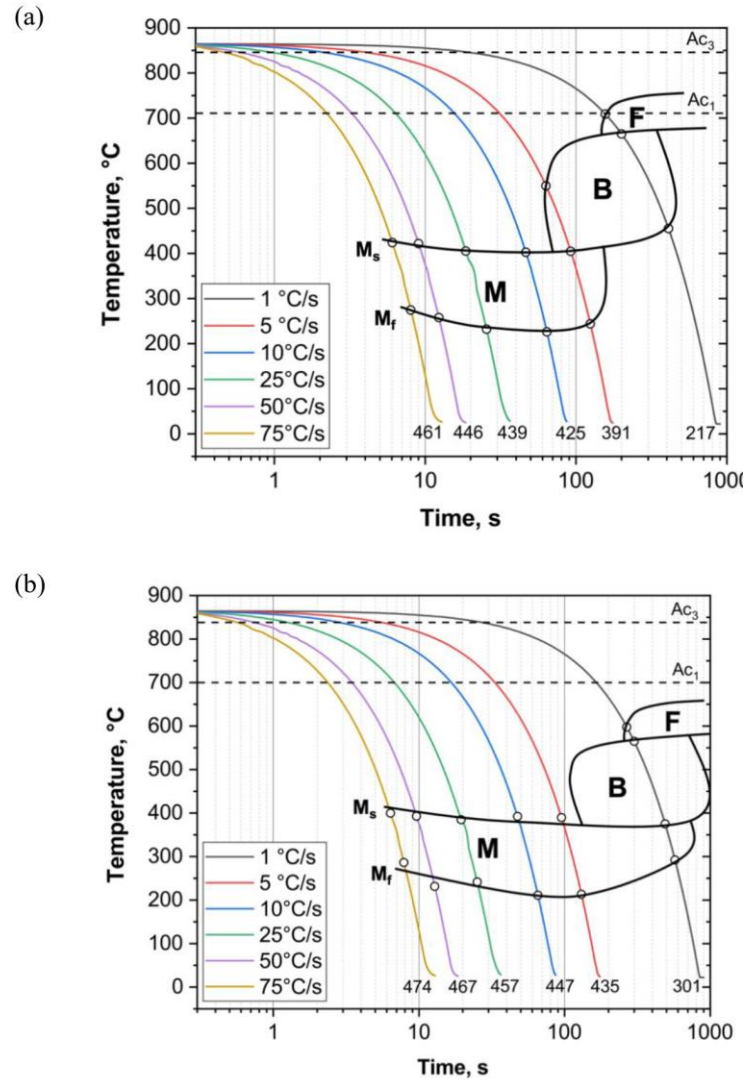 (a)
900
800
700
600
500
400
300
200
100
0
Temperature, °C
Ac3
Ac1
F
B
Ms
M
Mf
1 °C/s
5 °C/s
10°C/s
25°C/s
50°C/s
75°C/s
461 446 439 425 391 217
1 10 100 1000
Time, s
(b)
900
800
700
600
500
400
300
200
100
0
Temperature, °C
Ac3
Ac1
F
B
Ms
M
Mf
1 °C/s
5 °C/s
10°C/s
25°C/s
50°C/s
75°C/s
474 467 457 447 435 301
1 10 100 1000
Time, s